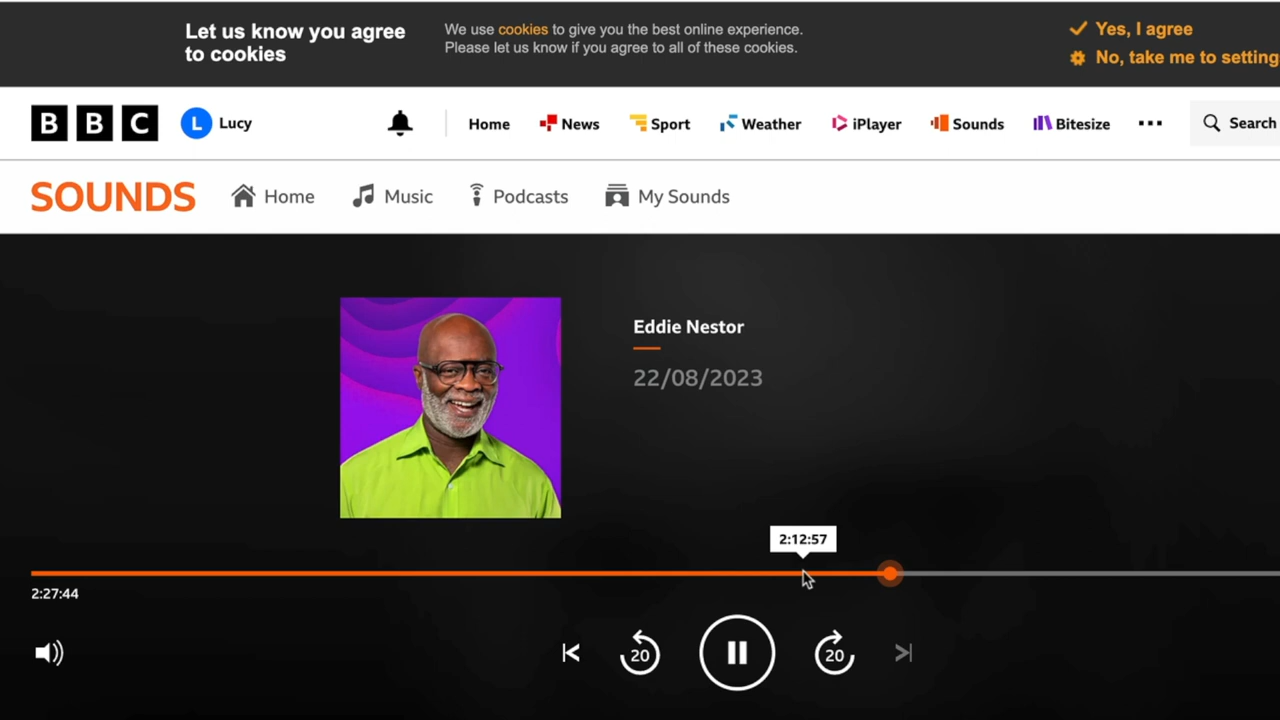 Let us know you agree
to cookies
We use cookies to give you the best online experience.
Please let us know if you agree to all of these cookies.
Yes, I agree
No, take me to setting
BBC
L Lucy
Home
News
Sport
Weather
iPlayer
Sounds
Bitesize
Search
SOUNDS
Home
Music
Podcasts
My Sounds
Eddie Nestor
22/08/2023
2:12:57
2:27:44
20
20